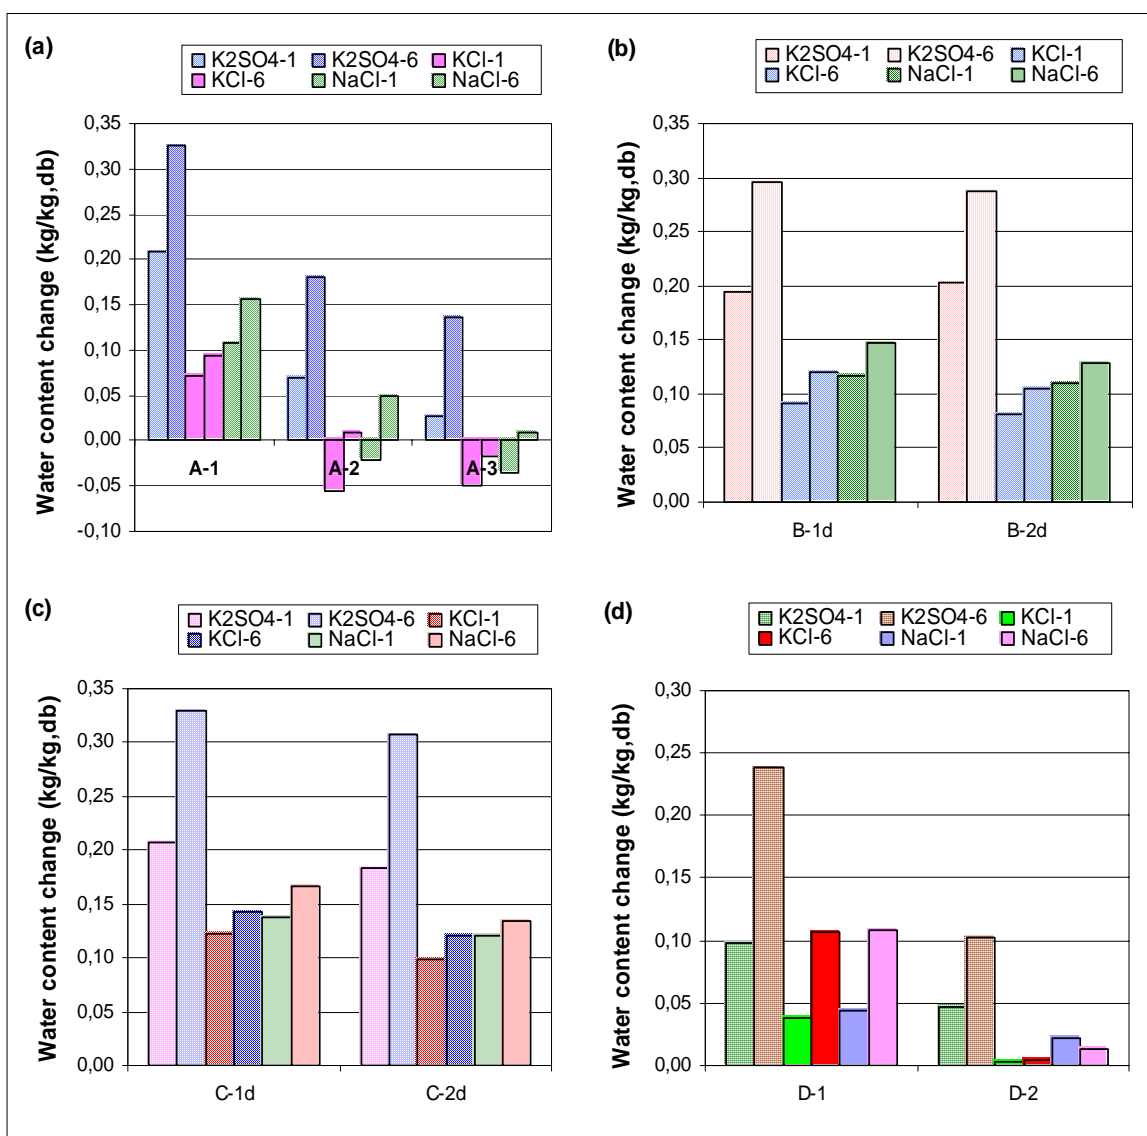 (a)
K2SO4-1 K2SO4-6 KCl-1
KCl-6 NaCl-1 NaCl-6
Water content change (kg/kg,db)
0,35
0,30
0,25
0,20
0,15
0,10
0,05
0,00
-0,05
-0,10
A-1 A-2 A-3
(b)
K2SO4-1 K2SO4-6 KCl-1
KCl-6 NaCl-1 NaCl-6
Water content change (kg/kg,db)
0,35
0,30
0,25
0,20
0,15
0,10
0,05
0,00
B-1d B-2d
(c)
K2SO4-1 K2SO4-6 KCl-1
KCl-6 NaCl-1 NaCl-6
Water content change (kg/kg,db)
0,35
0,30
0,25
0,20
0,15
0,10
0,05
0,00
C-1d C-2d
(d)
K2SO4-1 K2SO4-6 KCl-1
KCl-6 NaCl-1 NaCl-6
Water content change (kg/kg,db)
0,30
0,25
0,20
0,15
0,10
0,05
0,00
D-1 D-2